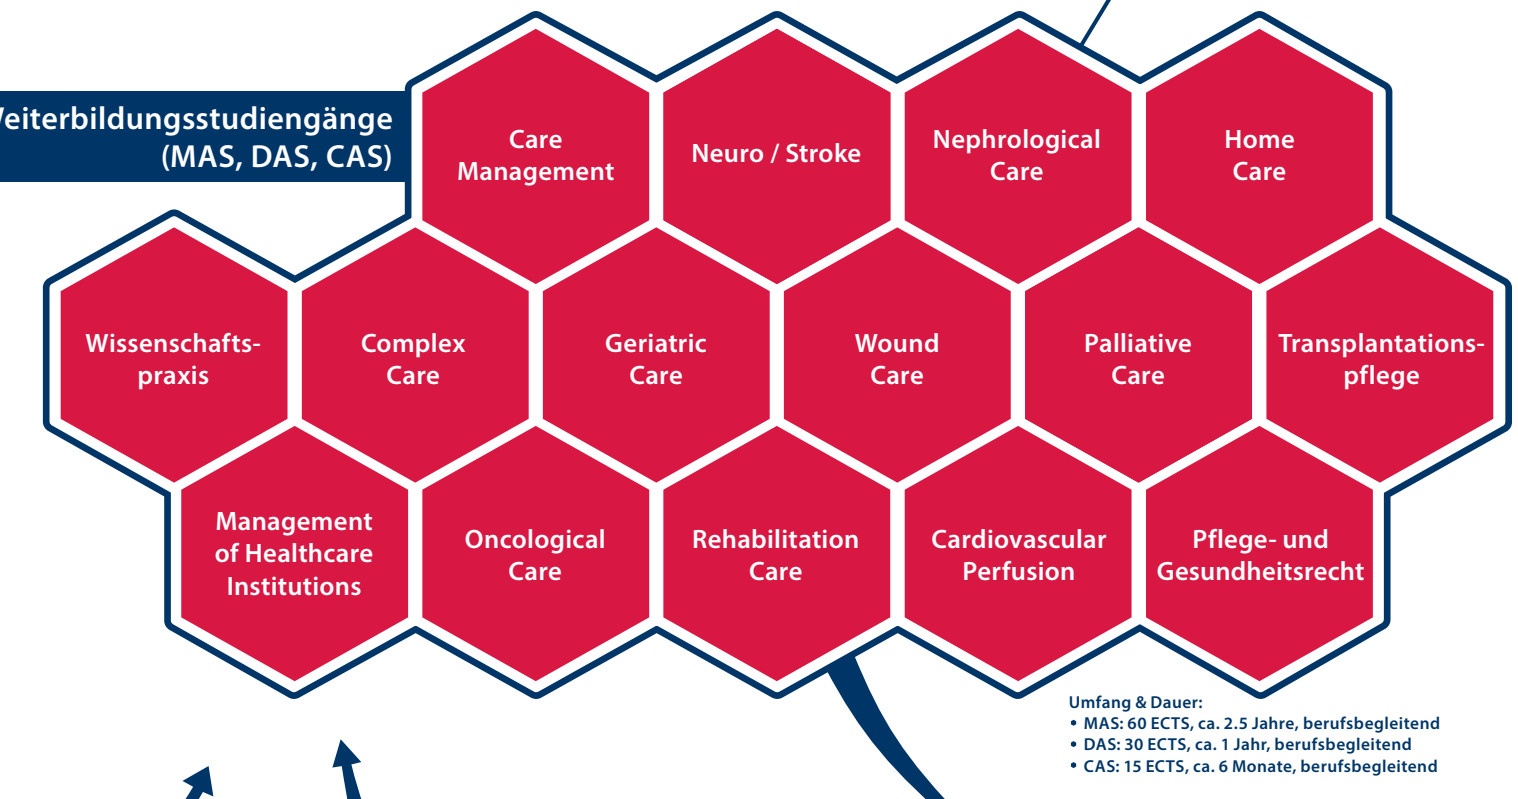 eiterbildungsstudiengänge
(MAS, DAS, CAS)
Care
Management
Neuro / Stroke
Nephrological
Care
Home
Care
Wissenschafts-
praxis
Complex
Care
Geriatric
Care
Wound
Care
Palliative
Care
Transplantations-
pflege
Management
of Healthcare
Institutions
Oncological
Care
Rehabilitation
Care
Cardiovascular
Perfusion
Pflege- und
Gesundheitsrecht
Umfang & Dauer:
• MAS: 60 ECTS, ca. 2.5 Jahre, berufsbegleitend
• DAS: 30 ECTS, ca. 1 Jahr, berufsbegleitend
• CAS: 15 ECTS, ca. 6 Monate, berufsbegleitend